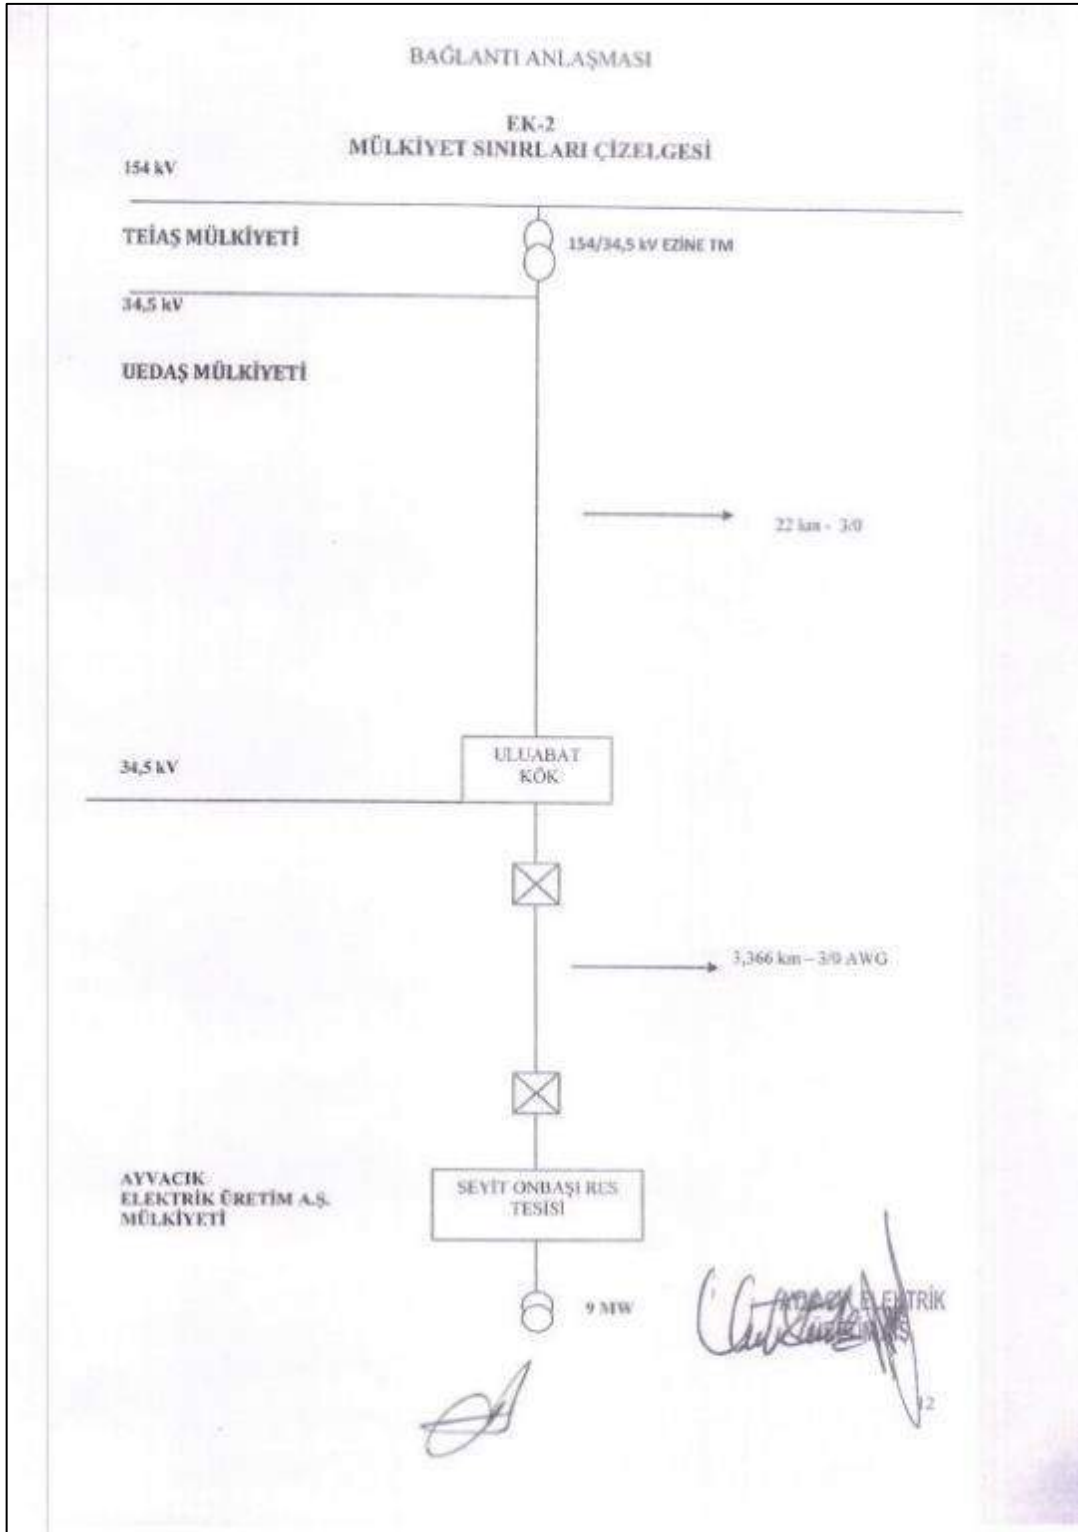 BAĞLANTI ANLAŞMASI
EK-2
MÜLKİYET SINIRLARI ÇİZELGESİ
154 kV
TEİAŞ MÜLKİYETİ
154/34,5 kV EZİNE TM
34,5 kV
UEDAŞ MÜLKİYETİ
22 km - 3/0
34,5 kV
ULUABAT
KÖK
3,366 km – 3/0 AWG
AYVACIK
ELEKTRİK ÜRETİM A.Ş.
MÜLKİYETİ
SEYİT ONBAŞI RES
TESİSİ
9 MW
ELEKTRİK
12